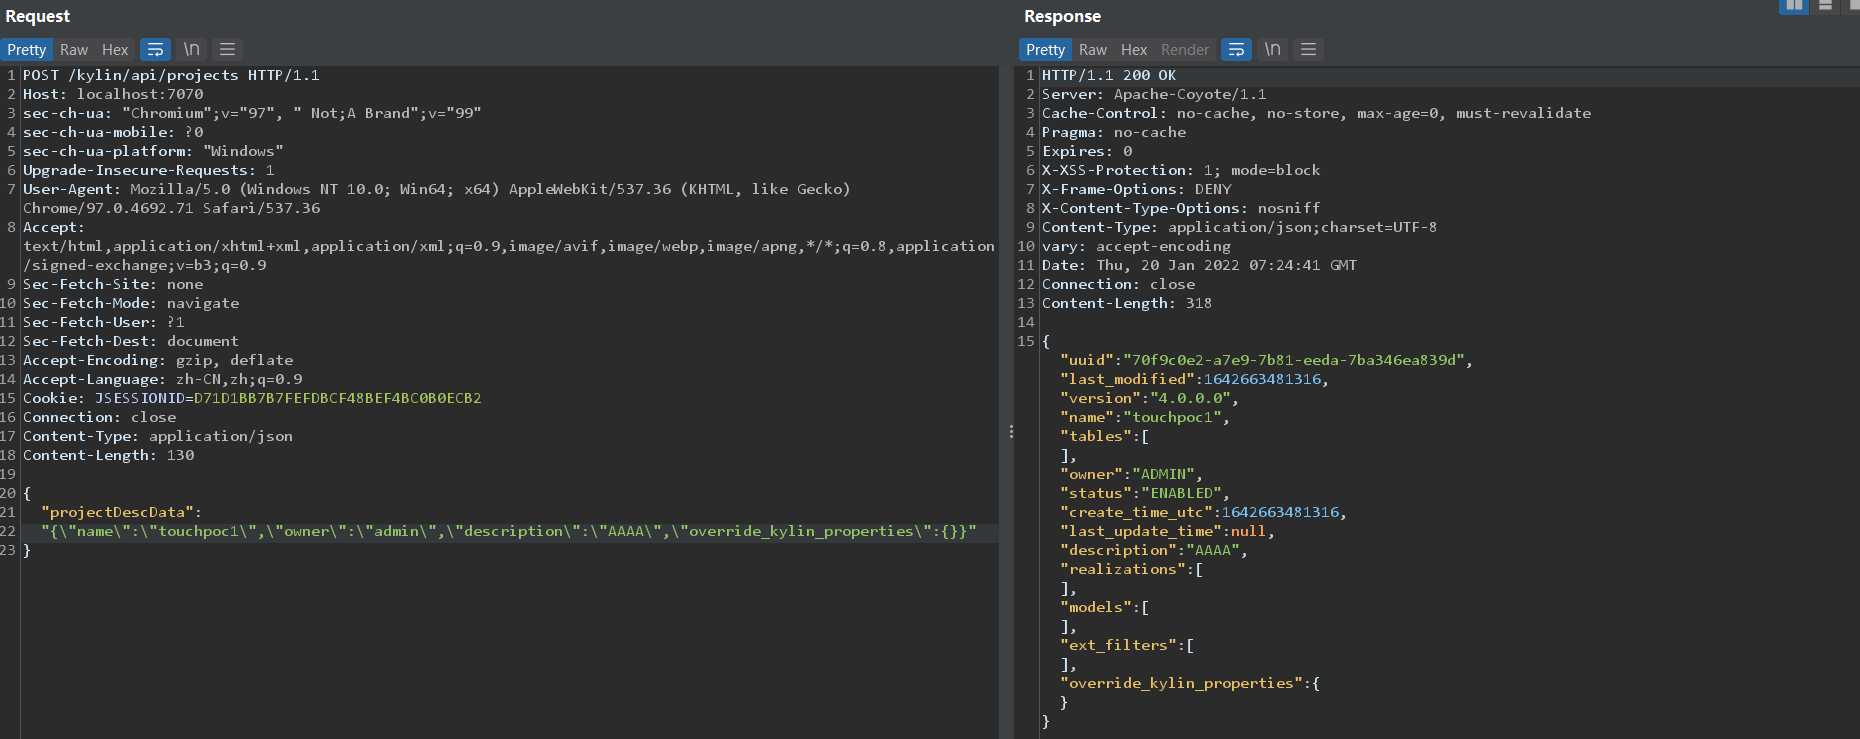 Request
Pretty Raw Hex \n
1 POST /kylin/api/projects HTTP/1.1
2 Host: localhost:7070
3 sec-ch-ua: "Chromium";v="97", " Not;A Brand";v="99"
4 sec-ch-ua-mobile: ?0
5 sec-ch-ua-platform: "Windows"
6 Upgrade-Insecure-Requests: 1
7 User-Agent: Mozilla/5.0 (Windows NT 10.0; Win64; x64) AppleWebKit/537.36 (KHTML, like Gecko)
Chrome/97.0.4692.71 Safari/537.36
8 Accept:
text/html,application/xhtml+xml,application/xml;q=0.9,image/avif,image/webp,image/apng,*/*;q=0.8,application
/signed-exchange;v=b3;q=0.9
9 Sec-Fetch-Site: none
10 Sec-Fetch-Mode: navigate
11 Sec-Fetch-User: ?1
12 Sec-Fetch-Dest: document
13 Accept-Encoding: gzip, deflate
14 Accept-Language: zh-CN,zh;q=0.9
15 Cookie: JSESSIONID=D71D1BB7B7FEFDBCF48BEF4BC0B0ECB2
16 Connection: close
17 Content-Type: application/json
18 Content-Length: 130
19
20 {
21 "projectDescData":
22 "{\"name\":\"touchpoc1\",\"owner\":\"admin\",\"description\":\"AAAA\",\"override_kylin_properties\":{}}"
23 }
Response
Pretty Raw Hex Render \n
1 HTTP/1.1 200 OK
2 Server: Apache-Coyote/1.1
3 Cache-Control: no-cache, no-store, max-age=0, must-revalidate
4 Pragma: no-cache
5 Expires: 0
6 X-XSS-Protection: 1; mode=block
7 X-Frame-Options: DENY
8 X-Content-Type-Options: nosniff
9 Content-Type: application/json;charset=UTF-8
10 vary: accept-encoding
11 Date: Thu, 20 Jan 2022 07:24:41 GMT
12 Connection: close
13 Content-Length: 318
14
15 {
"uuid":"70f9c0e2-a7e9-7b81-eeda-7ba346ea839d",
"last_modified":1642663481316,
"version":"4.0.0.0",
"name":"touchpoc1",
"tables":[
],
"owner":"ADMIN",
"status":"ENABLED",
"create_time_utc":1642663481316,
"last_update_time":null,
"description":"AAAA",
"realizations":[
],
"models":[
],
"ext_filters":[
],
"override_kylin_properties":{
}
}